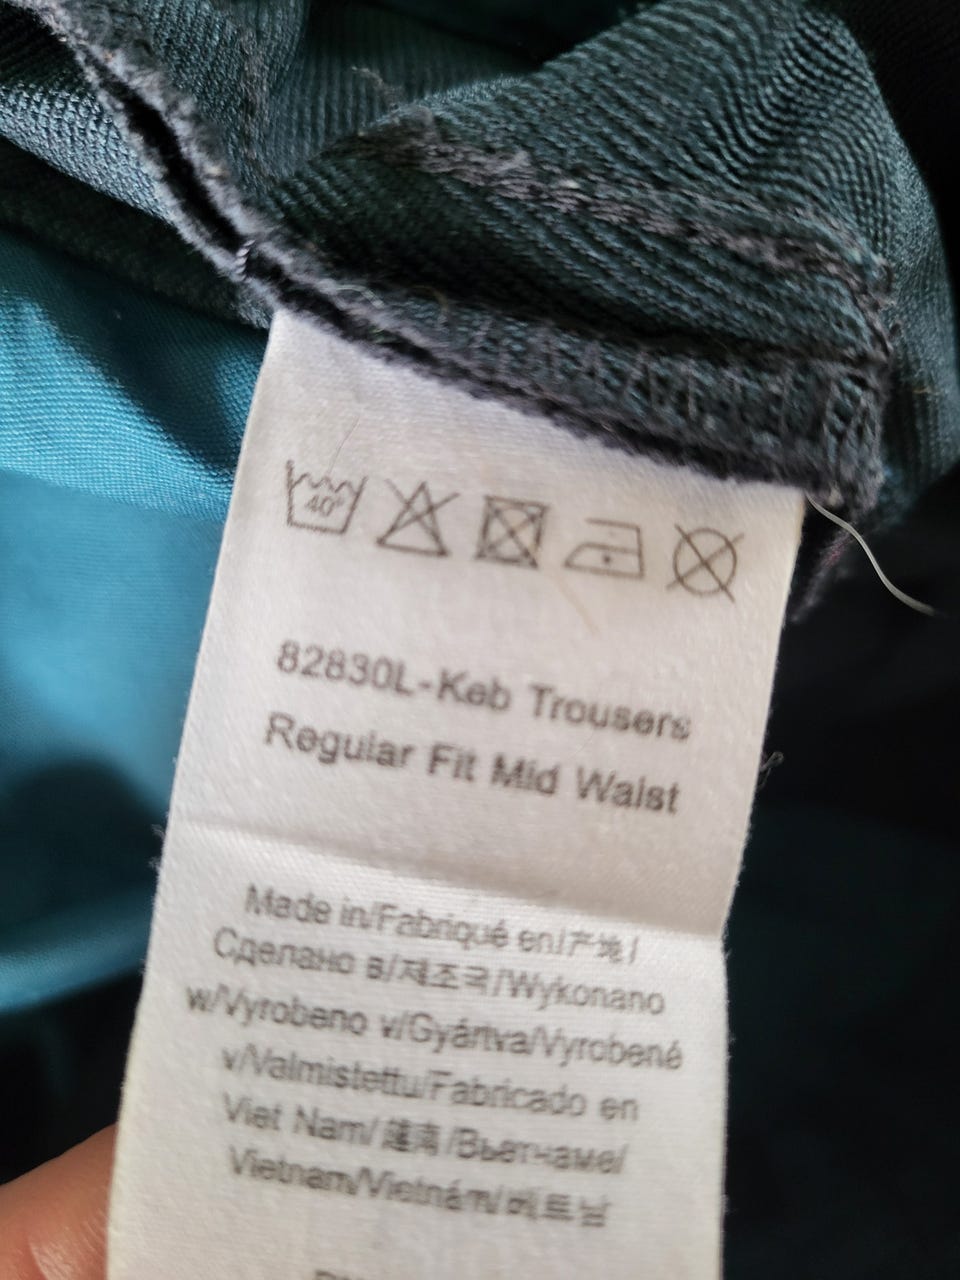 40°
82830L-Keb Trousers
Regular Fit Mid Waist
Made in/Fabriqué en/产地/
Сделано в/제조국/Wykonano
w/Vyrobeno v/Gyártva/Vyrobené
v/Valmistettu/Fabricado en
Viet Nam/越南/Вьетнаме/
Vietnam/Vietnám/베트남